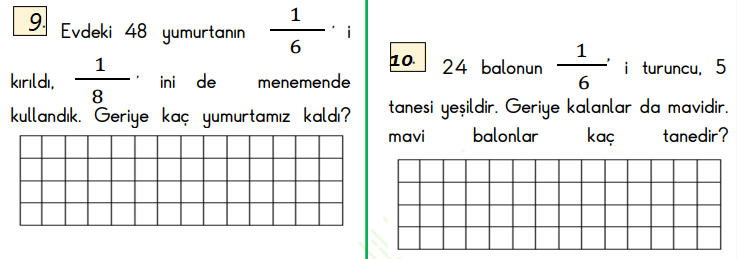 9. Evdeki 48 yumurtanın 1/6 ' i
kırıldı, 1/8 ' ini de menemende
kullandık. Geriye kaç yumurtamız kaldı?
10. 24 balonun 1/6 ' i turuncu, 5
tanesi yeşildir. Geriye kalanlar da mavidir.
mavi balonlar kaç tanedir?